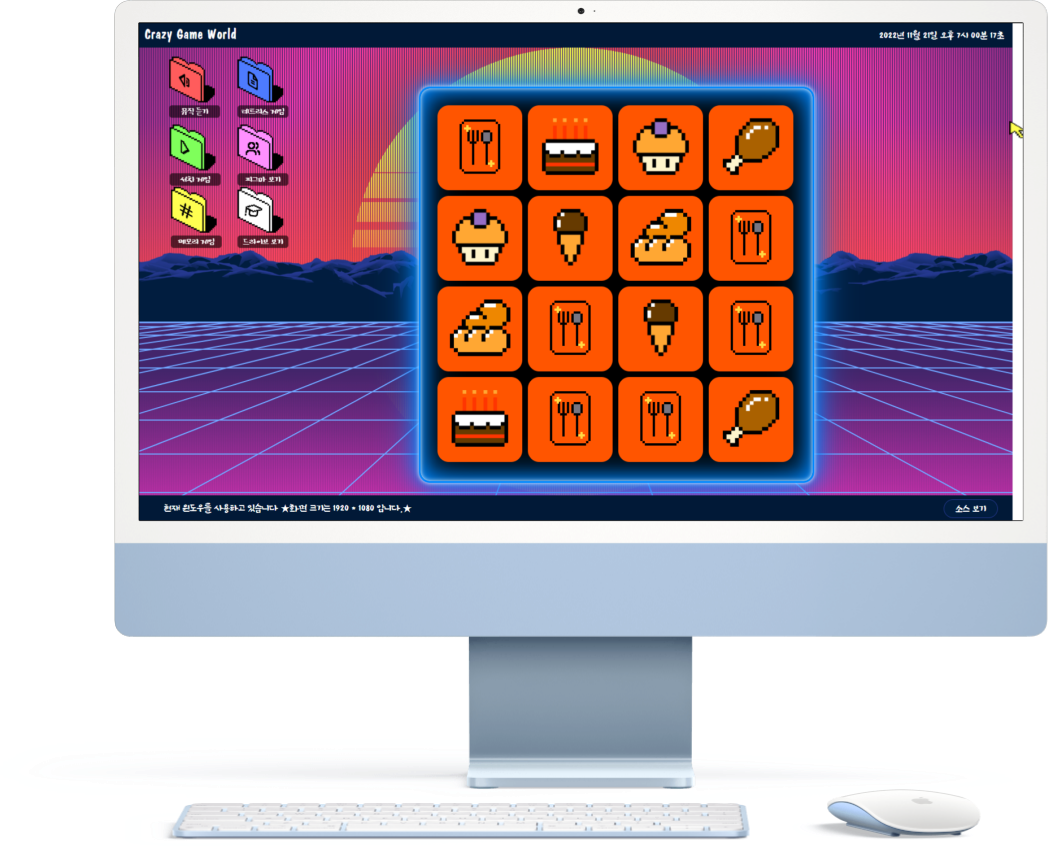 Crazy Game World
2022년 11월 21일 오후 7시 00분 17초
뮤직 듣기
테트리스 게임
서치 게임
피그마 보기
메모리 게임
드라이브 보기
현재 윈도우를 사용하고 있습니다 ★화면 크기는 1920 * 1080 입니다.★
소스 보기